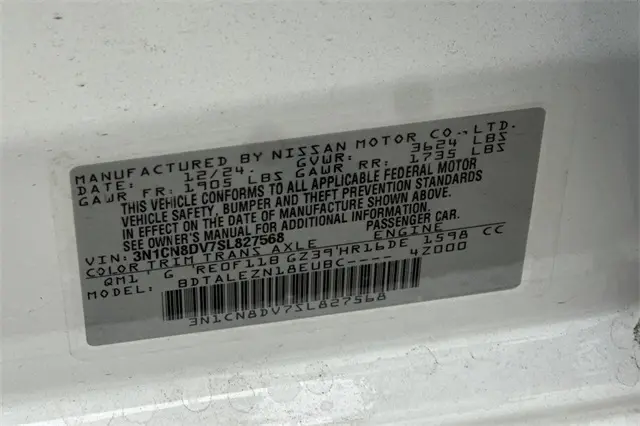 MANUFACTURED BY NISSAN MOTOR CO.,LTD.
DATE: 12/24 GVWR: 3624 LBS
GAWR FR: 1905 LBS GAWR RR: 1735 LBS
THIS VEHICLE CONFORMS TO ALL APPLICABLE FEDERAL MOTOR
VEHICLE SAFETY, BUMPER AND THEFT PREVENTION STANDARDS
IN EFFECT ON THE DATE OF MANUFACTURE SHOWN ABOVE.
SEE OWNER'S MANUAL FOR ADDITIONAL INFORMATION.
VIN: 3N1CN8DV7SL827568 PASSENGER CAR.
COLOR TRIM TRANS AXLE ENGINE
QM1 G RE0F11B GZ39 HR16DE 1598 CC
MODEL: BDTALEZN18EUBC---- 4Z000
3N1CN8DV7SL827568